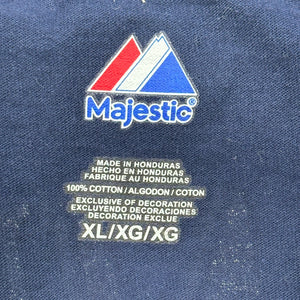 Majestic®
MADE IN HONDURAS
HECHO EN HONDURAS
FABRIQUE AU HONDURAS
100% COTTON / ALGODON / COTON
EXCLUSIVE OF DECORATION
EXCLUYENDO DECORACIONES
DECORATION EXCLUE
XL/XG/XG